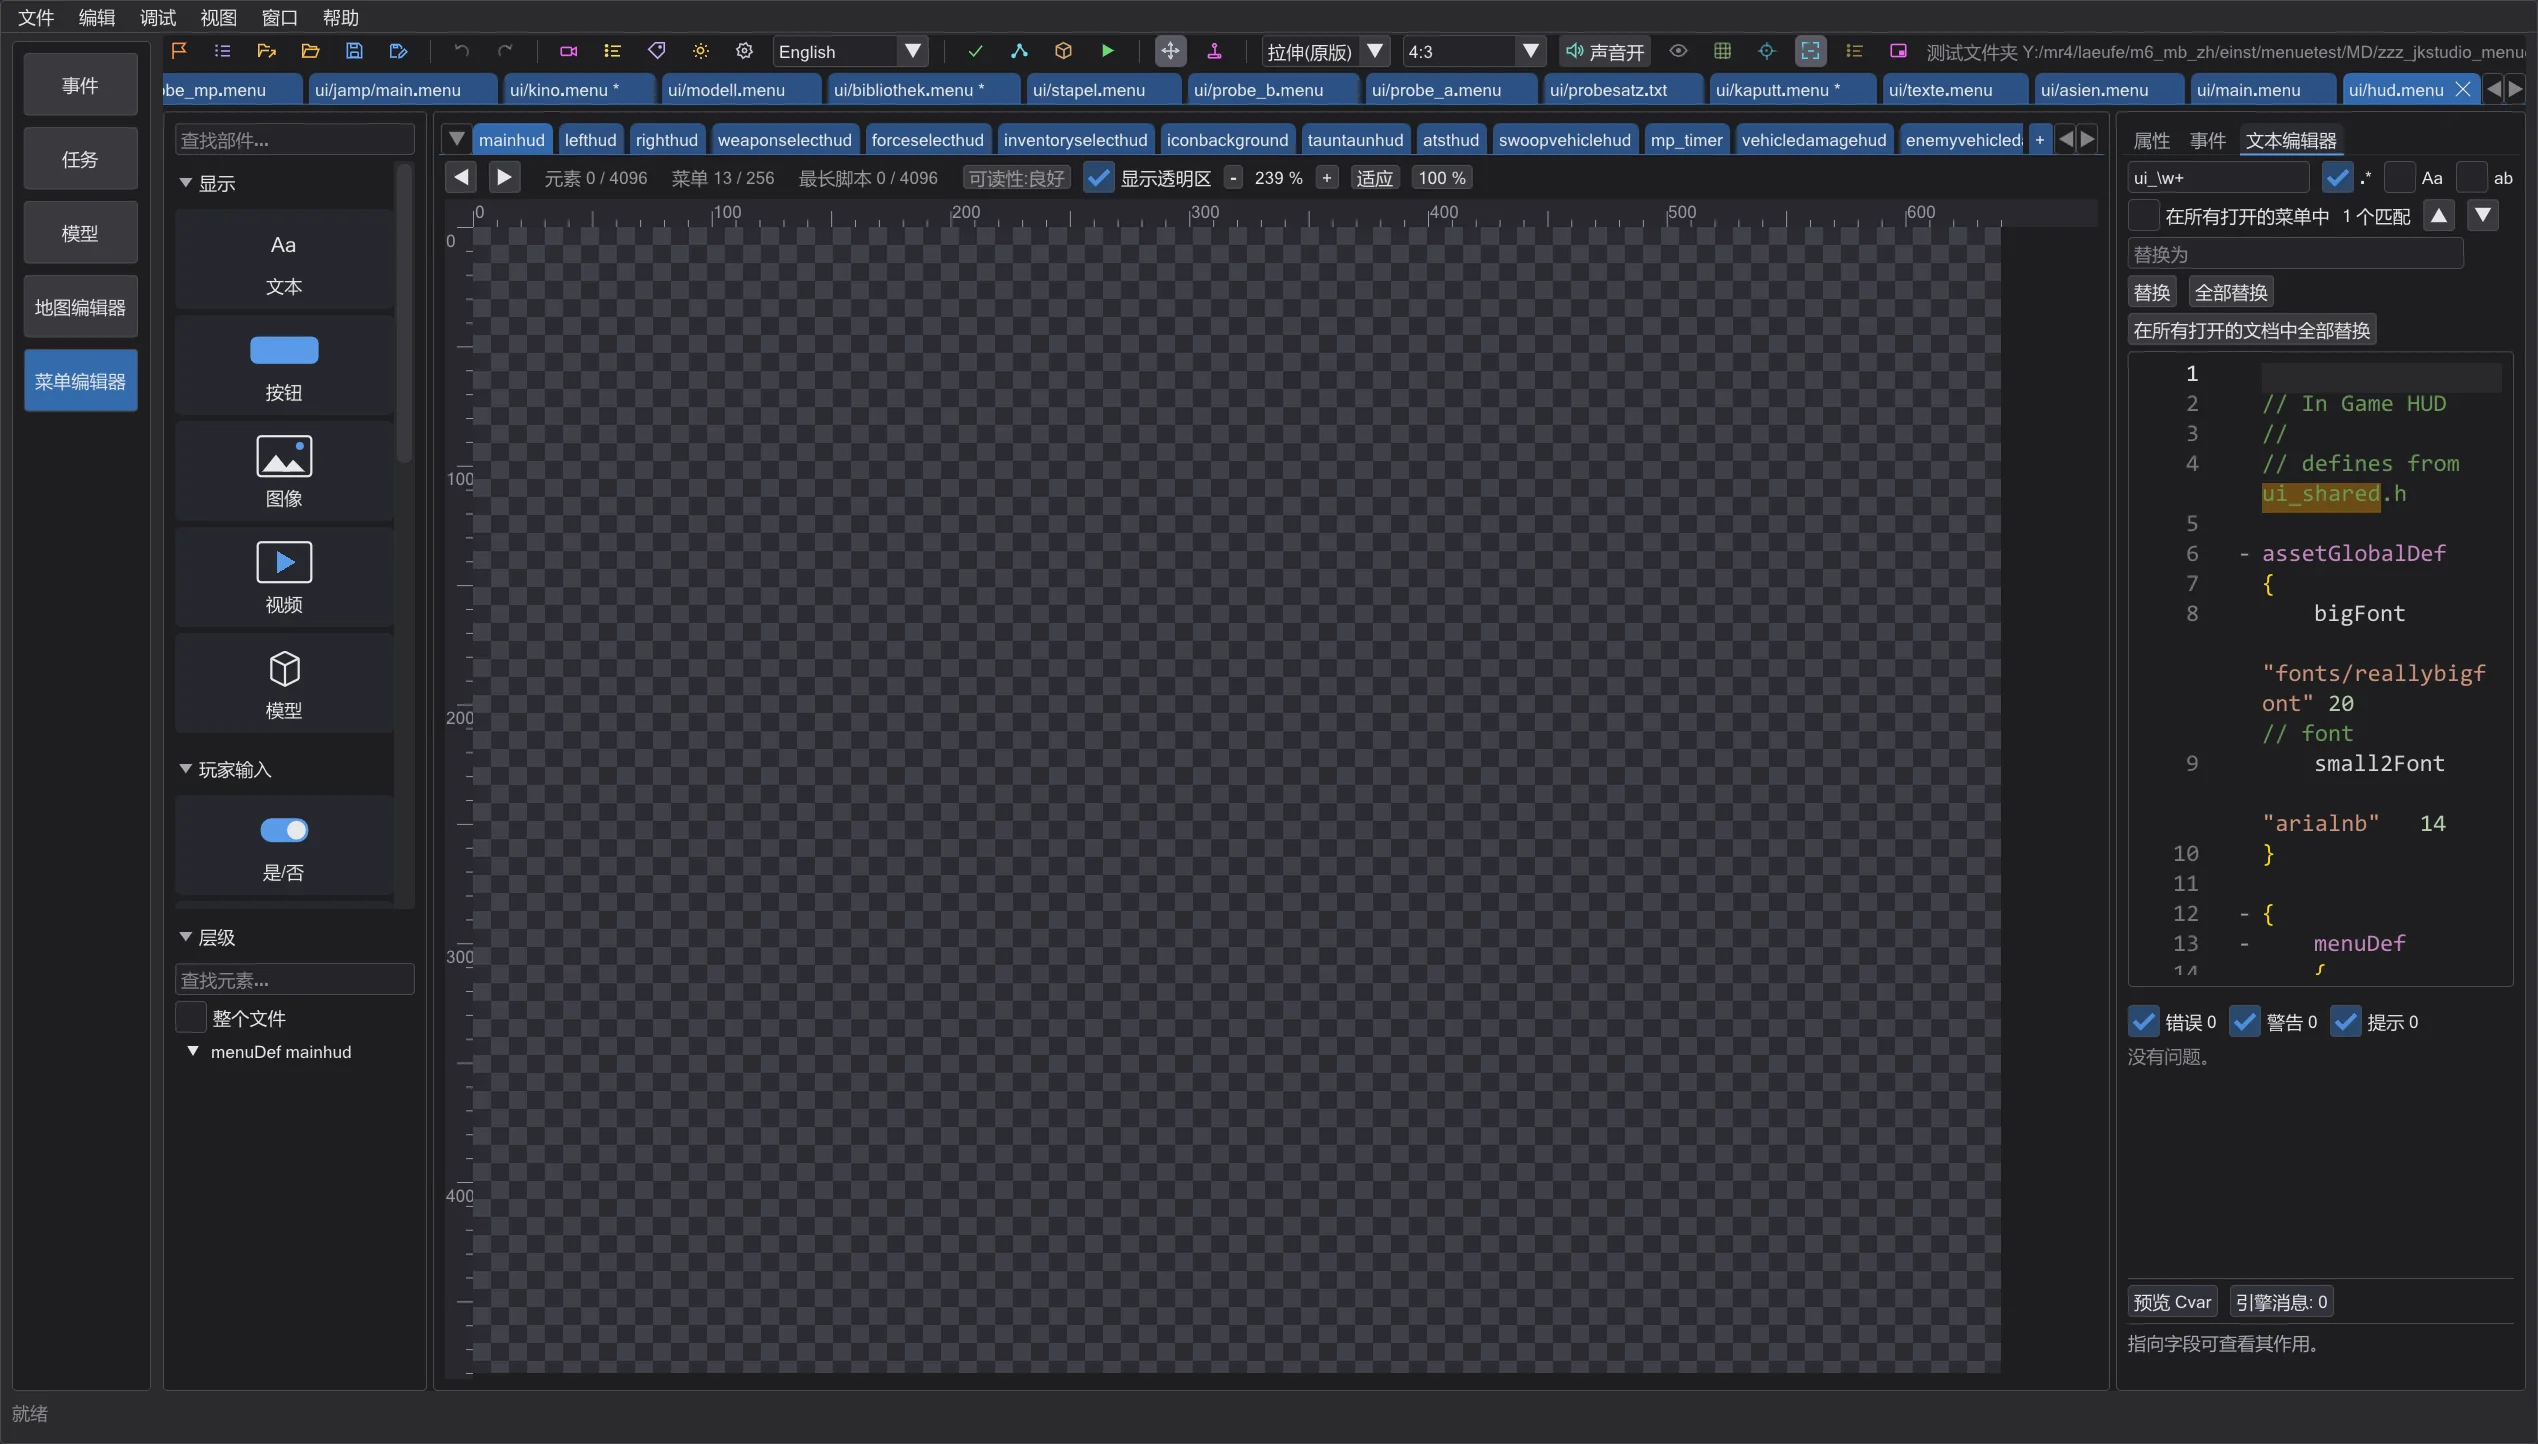 文件 编辑 调试 视图 窗口 帮助
English 拉伸(原版) 4:3 声音开 测试文件夹 Y:/mr4/laeufe/m6_mb_zh/einst/menuetest/MD/zzz_jkstudio_menu
obe_mp.menu ui/jamp/main.menu ui/kino.menu * ui/modell.menu ui/bibliothek.menu * ui/stapel.menu ui/probe_b.menu ui/probe_a.menu ui/probesatz.txt ui/kaputt.menu * ui/texte.menu ui/asien.menu ui/main.menu ui/hud.menu
事件
任务
模型
地图编辑器
菜单编辑器
查找部件...
显示
Aa
文本
按钮
图像
视频
模型
玩家输入
是/否
层级
查找元素...
整个文件
menuDef mainhud
mainhud lefthud righthud weaponselecthud forceselecthud inventoryselecthud iconbackground tauntaunhud atsthud swoopvehiclehud mp_timer vehicledamagehud enemyvehicled +
元素 0 / 4096 菜单 13 / 256 最长脚本 0 / 4096 可读性:良好 显示透明区 - 239 % + 适应 100 %
0 100 200 300 400 500 600
0
100
200
300
400
属性 事件 文本编辑器
ui_\w+ .* Aa ab
在所有打开的菜单中 1 个匹配
替换为
替换 全部替换
在所有打开的文档中全部替换
1
2 // In Game HUD
3 //
4 // defines from
ui_shared.h
5
6 - assetGlobalDef
7 {
8 bigFont
"fonts/reallybigf
ont" 20
// font
9 small2Font
"arialnb" 14
10 }
11
12 - {
13 - menuDef
14 {
错误 0 警告 0 提示 0
没有问题。
预览 Cvar 引擎消息: 0
指向字段可查看其作用。
就绪